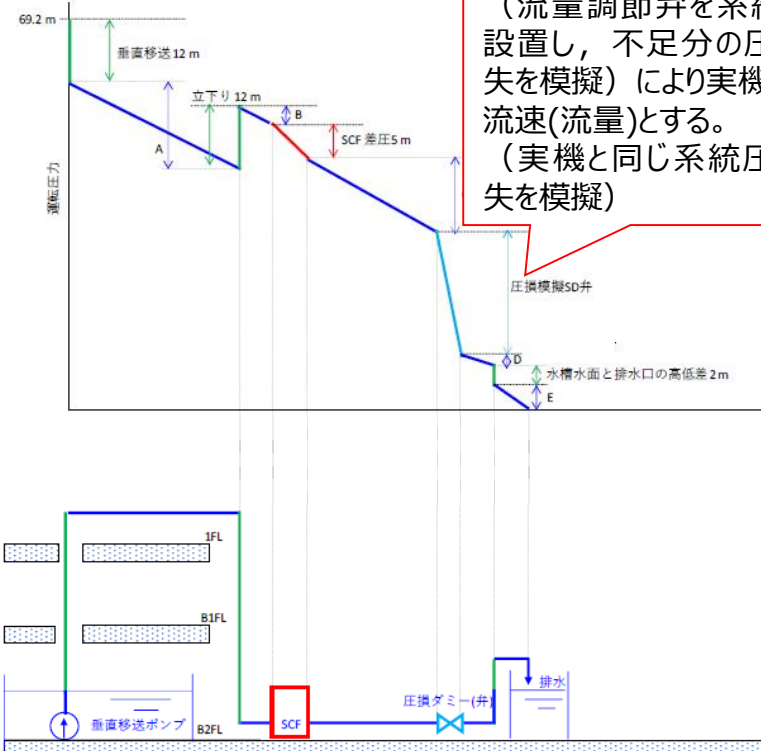 （流量調節弁を系統
設置し，不足分の圧
失を模擬）により実機
流速(流量)とする。
（実機と同じ系統圧
失を模擬）
69.2 m
垂直移送12 m
立下り 12 m
B
A
SCF 差圧5 m
運転圧力
圧損模擬SD弁
D
水槽水面と排水口の高低差2 m
E
1FL
B1FL
垂直移送ポンプ
B2FL
SCF
圧損ダミー(弁)
排水